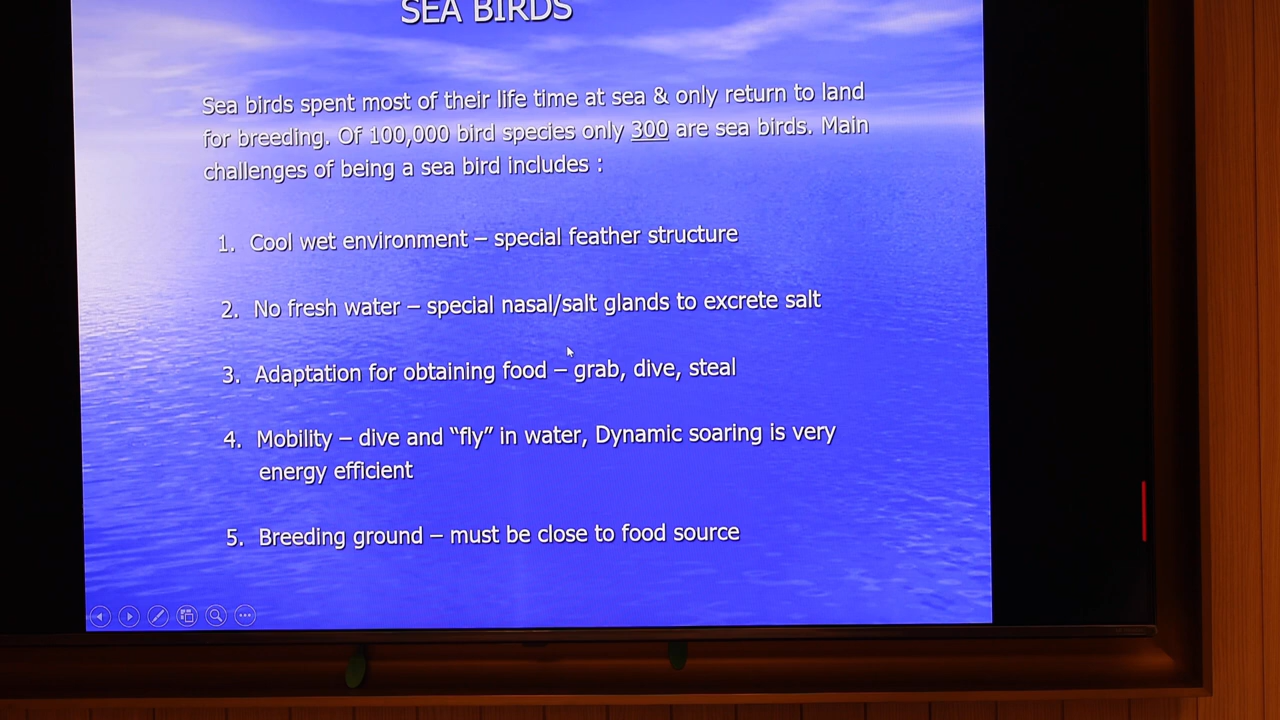 SEA BIRDS
Sea birds spent most of their life time at sea & only return to land
for breeding. Of 100,000 bird species only 300 are sea birds. Main
challenges of being a sea bird includes :
1. Cool wet environment – special feather structure
2. No fresh water – special nasal/salt glands to excrete salt
3. Adaptation for obtaining food – grab, dive, steal
4. Mobility – dive and “fly” in water, Dynamic soaring is very
energy efficient
5. Breeding ground – must be close to food source